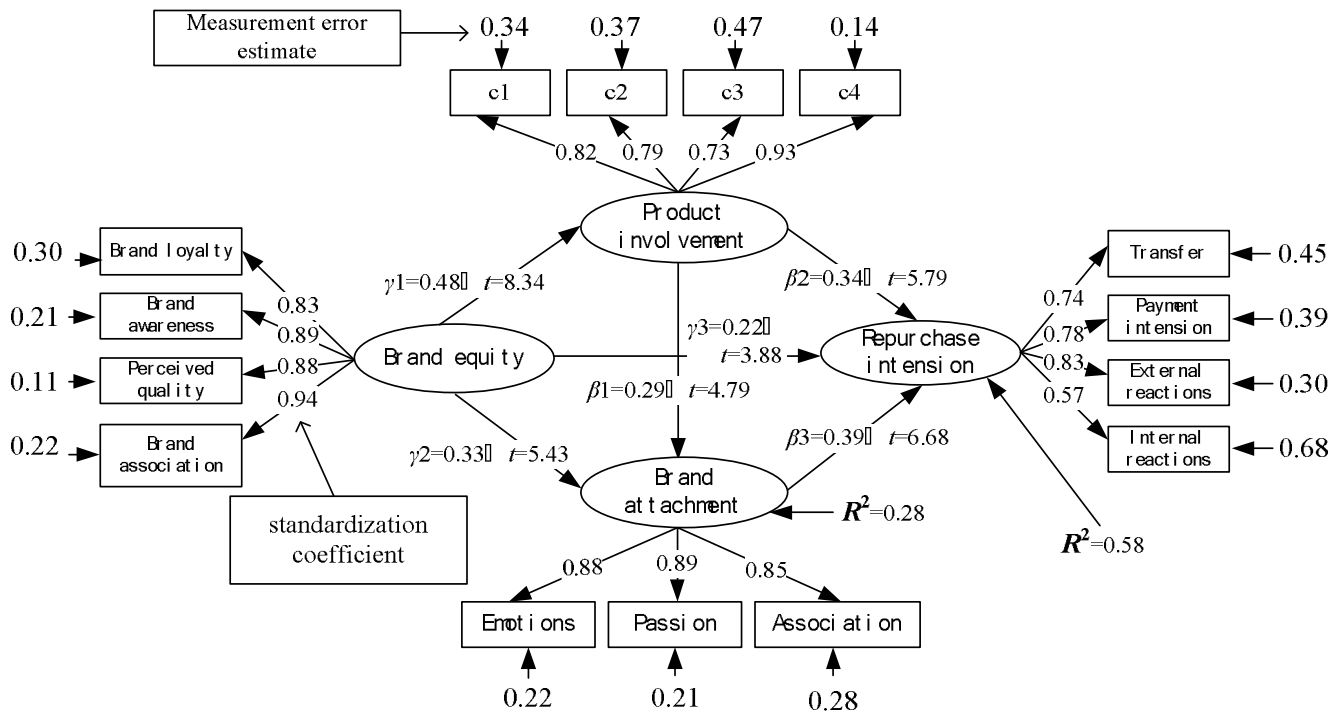 Measurement error
estimate
0.34 0.37 0.47 0.14
c1 c2 c3 c4
0.82 0.79 0.73 0.93
Product
involvement
0.30 Brand loyalty
0.21 Brand
awareness
0.11 Perceived
quality
0.22 Brand
association
0.83
0.89
0.88
0.94
γ1=0.48 t=8.34
Brand equity
γ2=0.33 t=5.43
β2=0.34 t=5.79
γ3=0.22
t=3.88
β1=0.29 t=4.79
β3=0.39 t=6.68
Repurchase
intension
0.74
0.78
0.83
0.57
Transfer 0.45
Payment
intension 0.39
External
reactions 0.30
Internal
reactions 0.68
standardization
coefficient
Brand
attachment
R²=0.28
R²=0.58
0.88 0.89 0.85
Emotions Passion Association
0.22 0.21 0.28